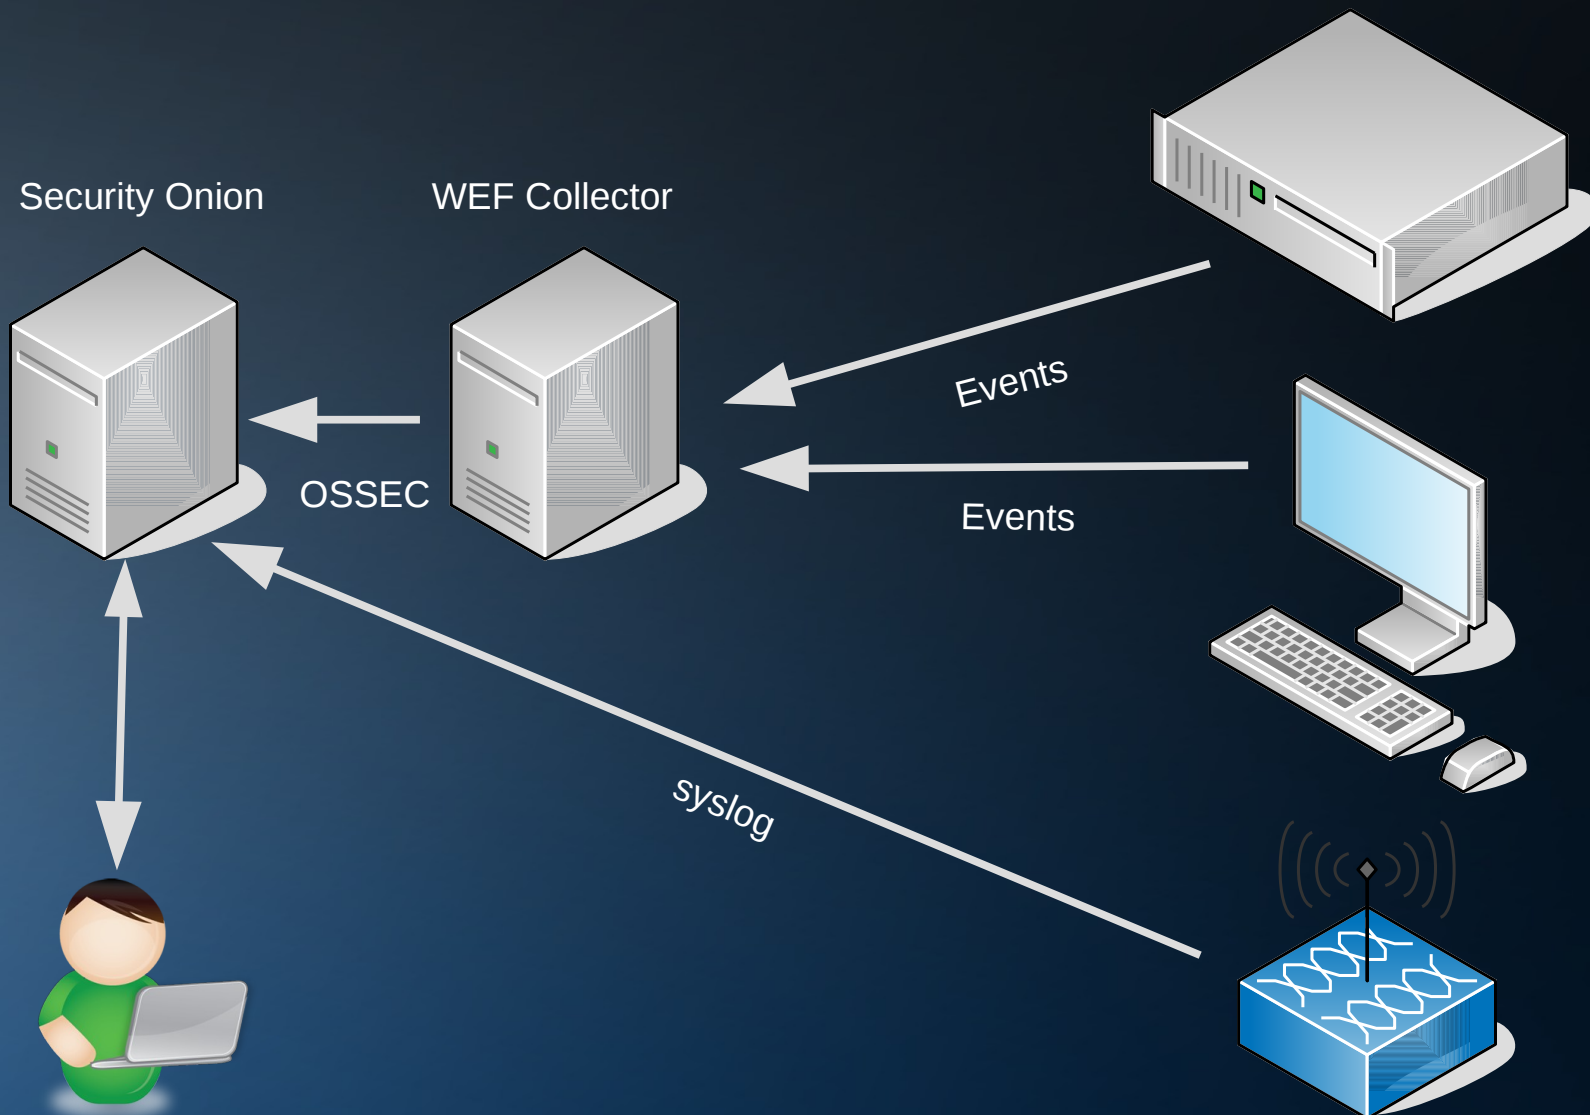 Security Onion
WEF Collector
Events
OSSEC
Events
syslog